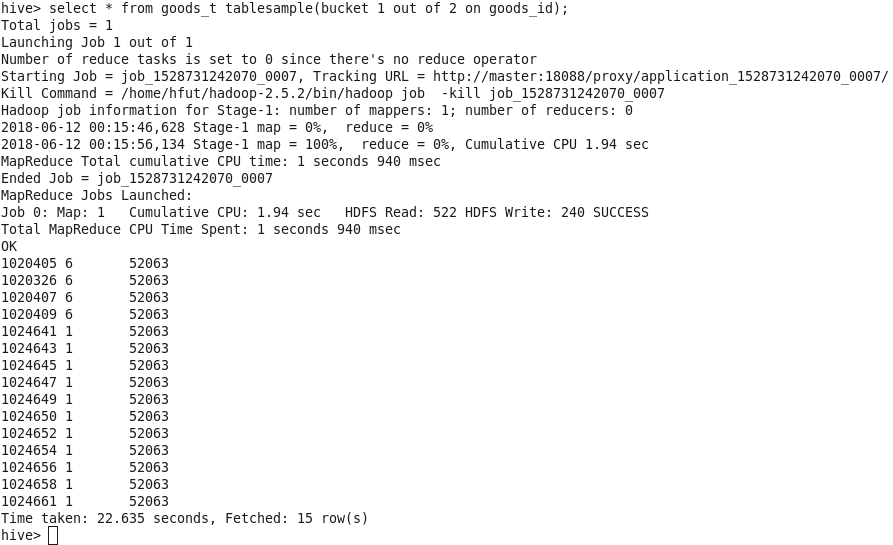 hive> select * from goods_t tablesample(bucket 1 out of 2 on goods_id);
Total jobs = 1
Launching Job 1 out of 1
Number of reduce tasks is set to 0 since there's no reduce operator
Starting Job = job_1528731242070_0007, Tracking URL = http://master:18088/proxy/application_1528731242070_0007/
Kill Command = /home/hfut/hadoop-2.5.2/bin/hadoop job  -kill job_1528731242070_0007
Hadoop job information for Stage-1: number of mappers: 1; number of reducers: 0
2018-06-12 00:15:46,628 Stage-1 map = 0%,  reduce = 0%
2018-06-12 00:15:56,134 Stage-1 map = 100%,  reduce = 0%, Cumulative CPU 1.94 sec
MapReduce Total cumulative CPU time: 1 seconds 940 msec
Ended Job = job_1528731242070_0007
MapReduce Jobs Launched:
Job 0: Map: 1   Cumulative CPU: 1.94 sec   HDFS Read: 522 HDFS Write: 240 SUCCESS
Total MapReduce CPU Time Spent: 1 seconds 940 msec
OK
1020405 6       52063
1020326 6       52063
1020407 6       52063
1020409 6       52063
1024641 1       52063
1024643 1       52063
1024645 1       52063
1024647 1       52063
1024649 1       52063
1024650 1       52063
1024652 1       52063
1024654 1       52063
1024656 1       52063
1024658 1       52063
1024661 1       52063
Time taken: 22.635 seconds, Fetched: 15 row(s)
hive>